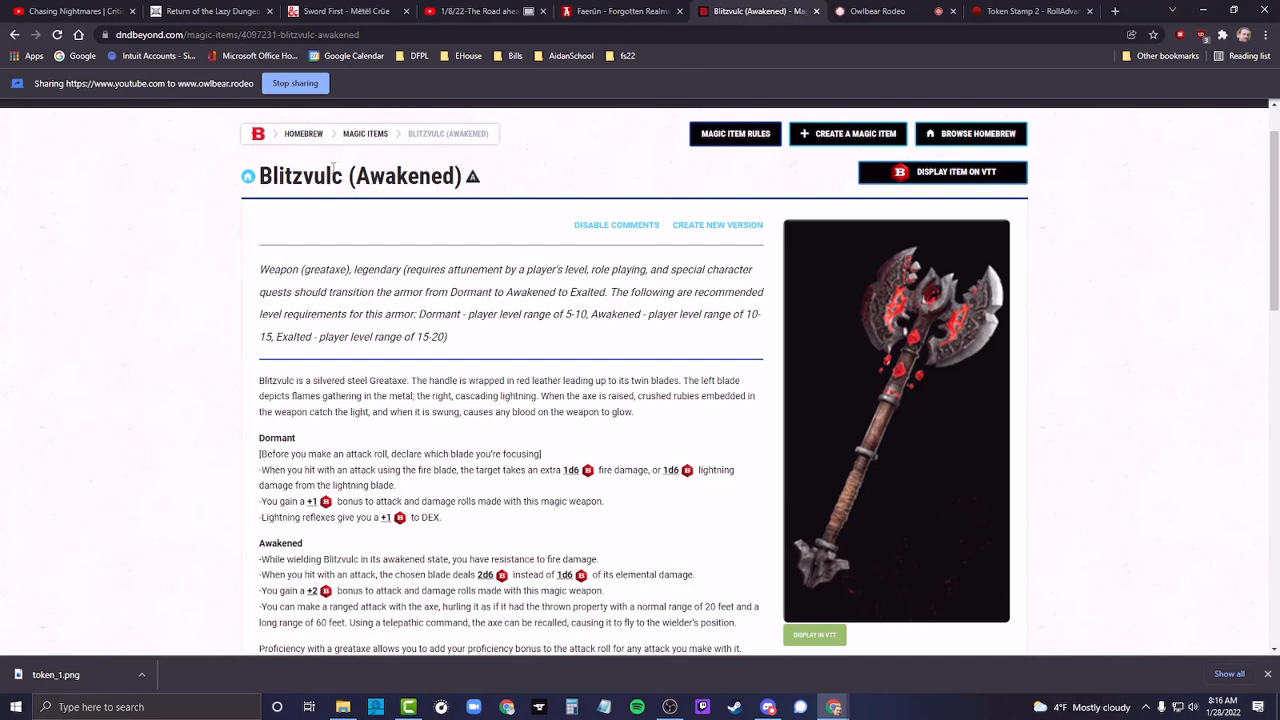 Chasing Nightmares | Critic
Return of the Lazy Dungeo
Sword First - Mêtêl Crûe
1/8/22-The Road ahea
Faerûn - Forgotten Realms
Blitzvulc (Awakened) - Ma
Owlbear Rodeo
Token Stamp 2 - RollAdva
dndbeyond.com/magic-items/4097231-blitzvulc-awakened
Apps Google Intuit Accounts - Si... Microsoft Office Ho... Google Calendar DFPL AidanSchool fs22 Other bookmarks Reading list
Sharing https://www.youtube.com to www.owlbear.rodeo Stop sharing
HOMEBREW MAGIC ITEMS BLITZVULC (AWAKENED) MAGIC ITEM RULES CREATE A MAGIC ITEM BROWSE HOMEBREW
Blitzvulc (Awakened) DISPLAY ITEM ON VTT
DISABLE COMMENTS CREATE NEW VERSION
Weapon (greataxe), legendary (requires attunement by a player's level, role playing, and special character
quests should transition the armor from Dormant to Awakened to Exalted. The following are recommended
level requirements for this armor: Dormant - player level range of 5-10, Awakened - player level range of 10-
15, Exalted - player level range of 15-20)
Blitzvulc is a silvered steel Greataxe. The handle is wrapped in red leather leading up to its twin blades. The left blade
depicts flames gathering in the metal; the right, cascading lightning. When the axe is raised, crushed rubies embedded in
the weapon catch the light, and when it is swung, causes any blood on the weapon to glow.
Dormant
[Before you make an attack roll, declare which blade you're focusing]
-When you hit with an attack using the fire blade, the target takes an extra 1d6 fire damage, or 1d6 lightning
damage from the lightning blade.
-You gain a +1 bonus to attack and damage rolls made with this magic weapon.
-Lightning reflexes give you a +1 to DEX.
Awakened
-While wielding Blitzvulc in its awakened state, you have resistance to fire damage.
-When you hit with an attack, the chosen blade deals 2d6 instead of 1d6 of its elemental damage.
-You gain a +2 bonus to attack and damage rolls made with this magic weapon.
-You can make a ranged attack with the axe, hurling it as if it had the thrown property with a normal range of 20 feet and a
long range of 60 feet. Using a telepathic command, the axe can be recalled, causing it to fly to the wielder's position.
DISPLAY IN VTT
Proficiency with a greataxe allows you to add your proficiency bonus to the attack roll for any attack you make with it.
token_1.png Show all
Type here to search 44°F Mostly cloudy 8:16 AM
1/28/2022